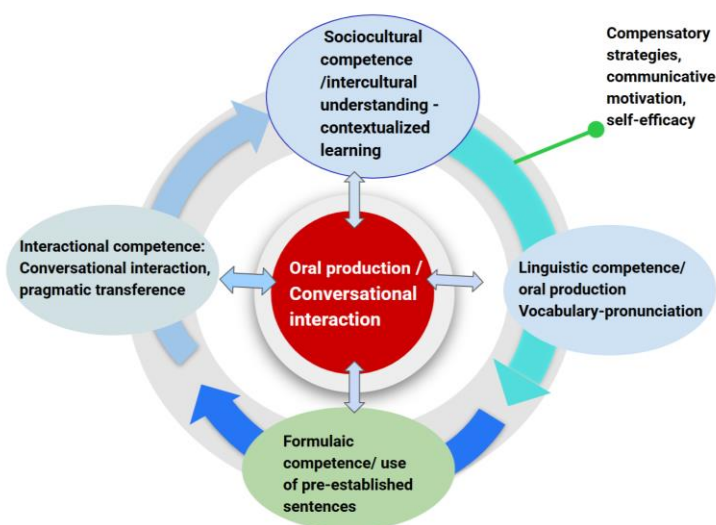 Sociocultural
competence
/intercultural
understanding -
contextualized
learning
Compensatory
strategies,
communicative
motivation,
self-efficacy
Interactional competence:
Conversational interaction,
pragmatic transference
Oral production /
Conversational
interaction
Linguistic competence/
oral production
Vocabulary-pronunciation
Formulaic
competence/ use
of pre-established
sentences